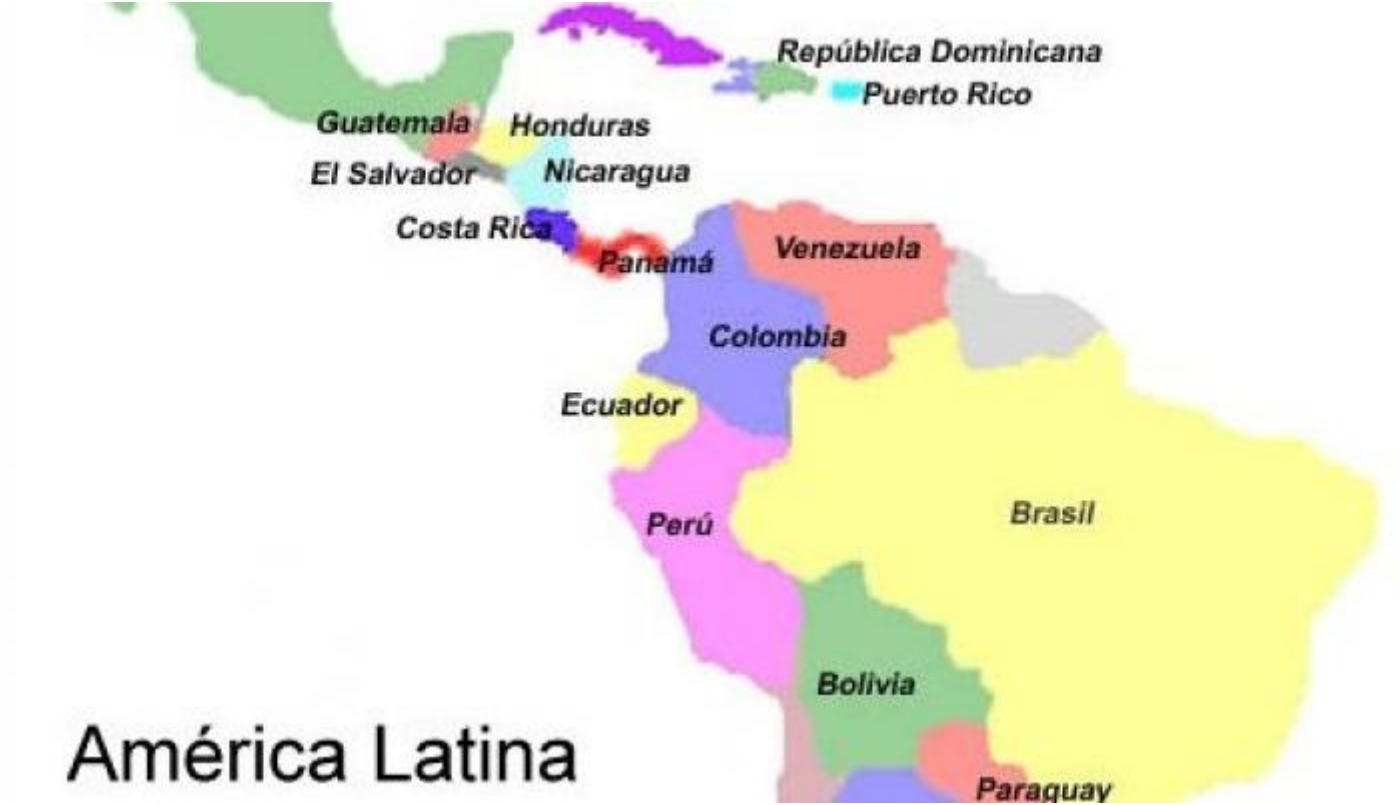 República Dominicana
Puerto Rico
Guatemala
Honduras
El Salvador
Nicaragua
Costa Rica
Panamá
Venezuela
Colombia
Ecuador
Perú
Brasil
Bolivia
América Latina
Paraguay